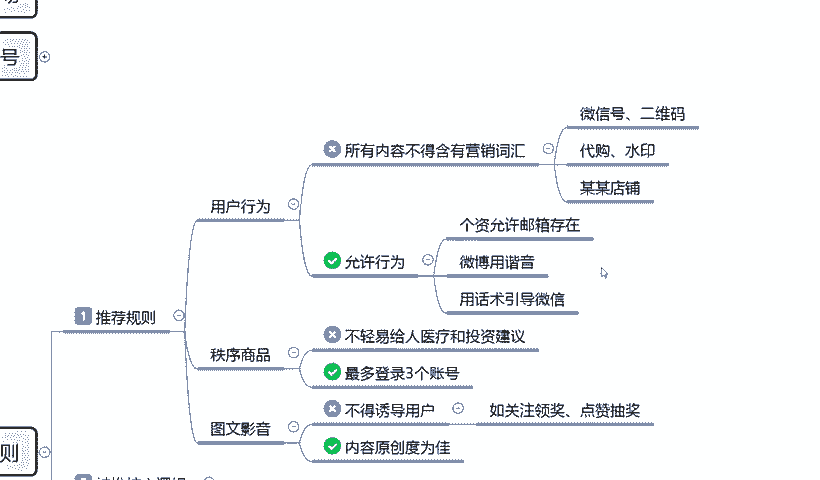 号
微信号、二维码
所有内容不得含有营销词汇
代购、水印
某某店铺
用户行为
个资允许邮箱存在
允许行为
微博用谐音
用话术引导微信
1 推荐规则
不轻易给人医疗和投资建议
秩序商品
最多登录3个账号
不得诱导用户
如关注领奖、点赞抽奖
图文影音
内容原创度为佳
则